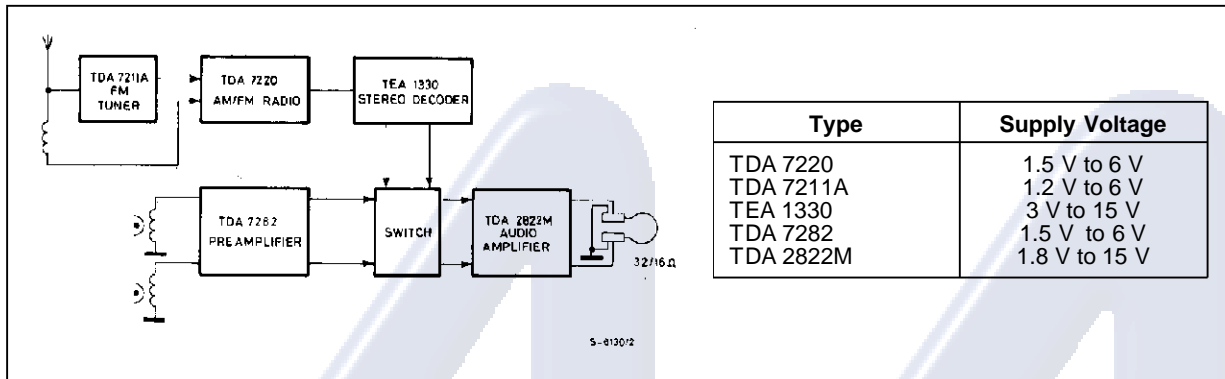 TDA 7211A
FM
TUNER
TDA 7220
AM/FM RADIO
TEA 1330
STEREO DECODER
TDA 7282
PREAMPLIFIER
SWITCH
TDA 2822M
AUDIO
AMPLIFIER
32/16Ω
S-6130/2
Type Supply Voltage
TDA 7220 1.5 V to 6 V
TDA 7211A 1.2 V to 6 V
TEA 1330 3 V to 15 V
TDA 7282 1.5 V to 6 V
TDA 2822M 1.8 V to 15 V